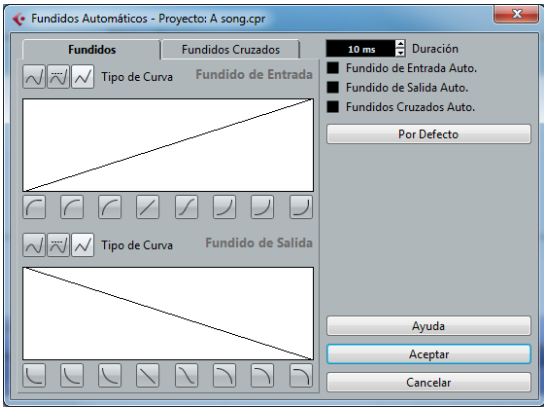 Fundidos Automáticos - Proyecto: A song.cpr
Fundidos
Fundidos Cruzados
Tipo de Curva
Fundido de Entrada
Tipo de Curva
Fundido de Salida
10 ms
Duración
Fundido de Entrada Auto.
Fundido de Salida Auto.
Fundidos Cruzados Auto.
Por Defecto
Ayuda
Aceptar
Cancelar